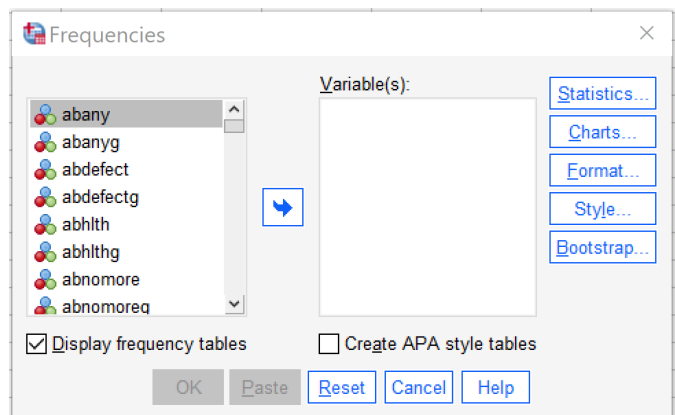 Frequencies
Variable(s):
abany
abanyg
abdefect
abdefectg
abhlth
abhlthg
abnomore
abnomoreg
Statistics...
Charts...
Format...
Style...
Bootstrap...
Display frequency tables
Create APA style tables
OK
Paste
Reset
Cancel
Help